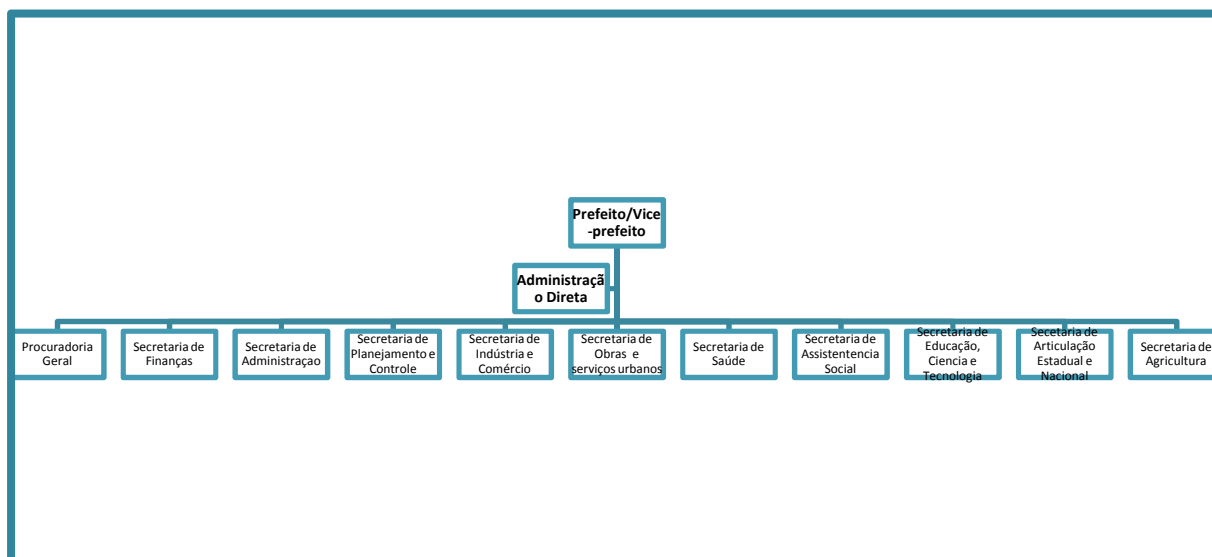 Prefeito/Vice
-prefeito
Administraçã
o Direta
Procuradoria
Geral
Secretaria de
Finanças
Secretaria de
Administraçao
Secretaria de
Planejamento e
Controle
Secretaria de
Indústria e
Comércio
Secretaria de
Obras e
serviços urbanos
Secretaria de
Saúde
Secretaria de
Assistentencia
Social
Secretaria de
Educação,
Ciencia e
Tecnologia
Secetaria de
Articulação
Estadual e
Nacional
Secretaria de
Agricultura